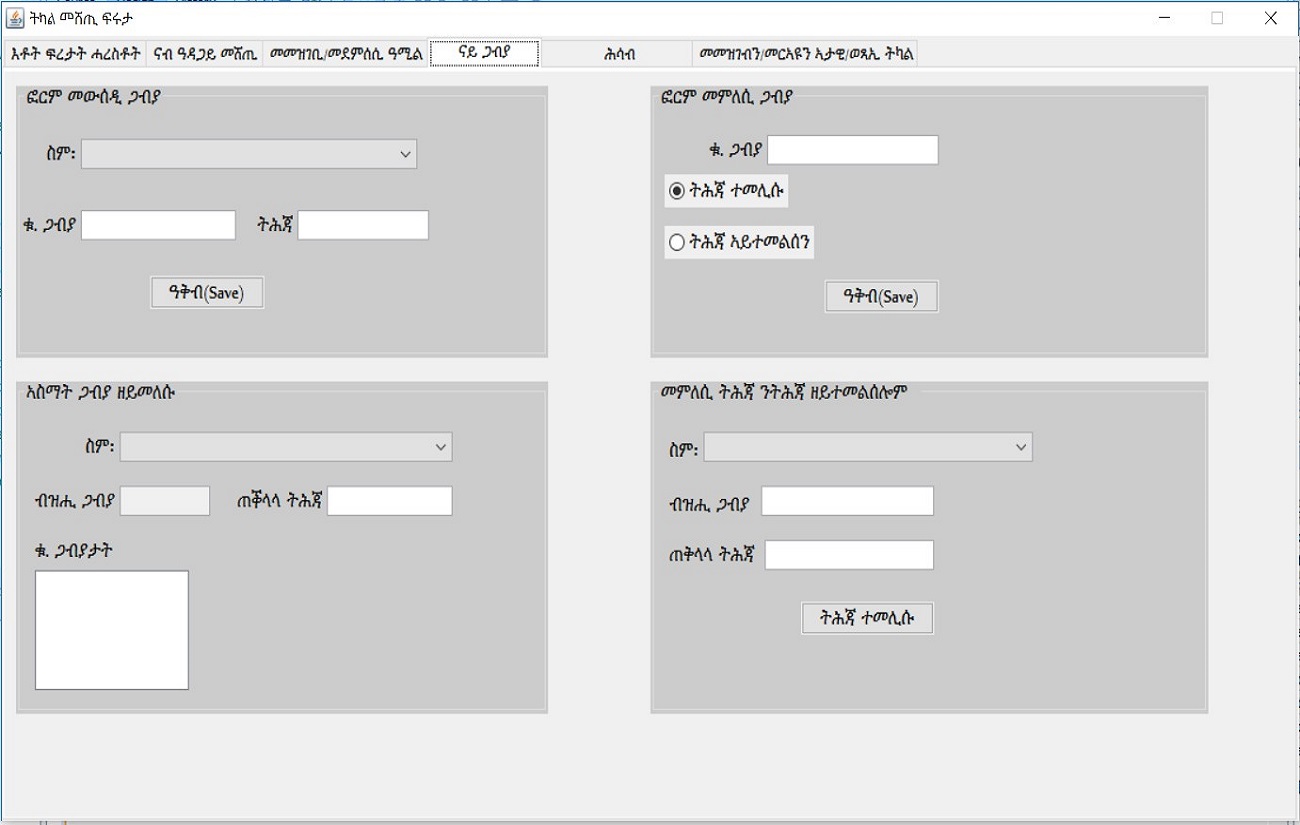 ትካል መሸጢ ፍሩታ
እቶት ፍረታት ሓረስቶት
ናብ ዓዳጋይ መሸጢ
መመዝገቢ/መደምሰሲ ዓሚል
ናይ ጋብያ
ሕሳብ
መመዝገብን/መርአዩን ኣታዊ/ወጻኢ ትካል
ፎርም መውሰዲ ጋብያ
ስም:
ቁ. ጋብያ
ትሕጃ
ዓቅብ(Save)
ፎርም መምለሲ ጋብያ
ቁ. ጋብያ
ትሕጃ ተመሊሱ
ትሕጃ ኣይተመልሰን
ዓቅብ(Save)
ኣስማት ጋብያ ዘይመለሱ
ስም:
ብዝሒ ጋብያ
ጠቕላላ ትሕጃ
ቁ. ጋብያታት
መምለሲ ትሕጃ ንትሕጃ ዘይተመልሰሎም
ስም:
ብዝሒ ጋብያ
ጠቅላላ ትሕጃ
ትሕጃ ተመሊሱ